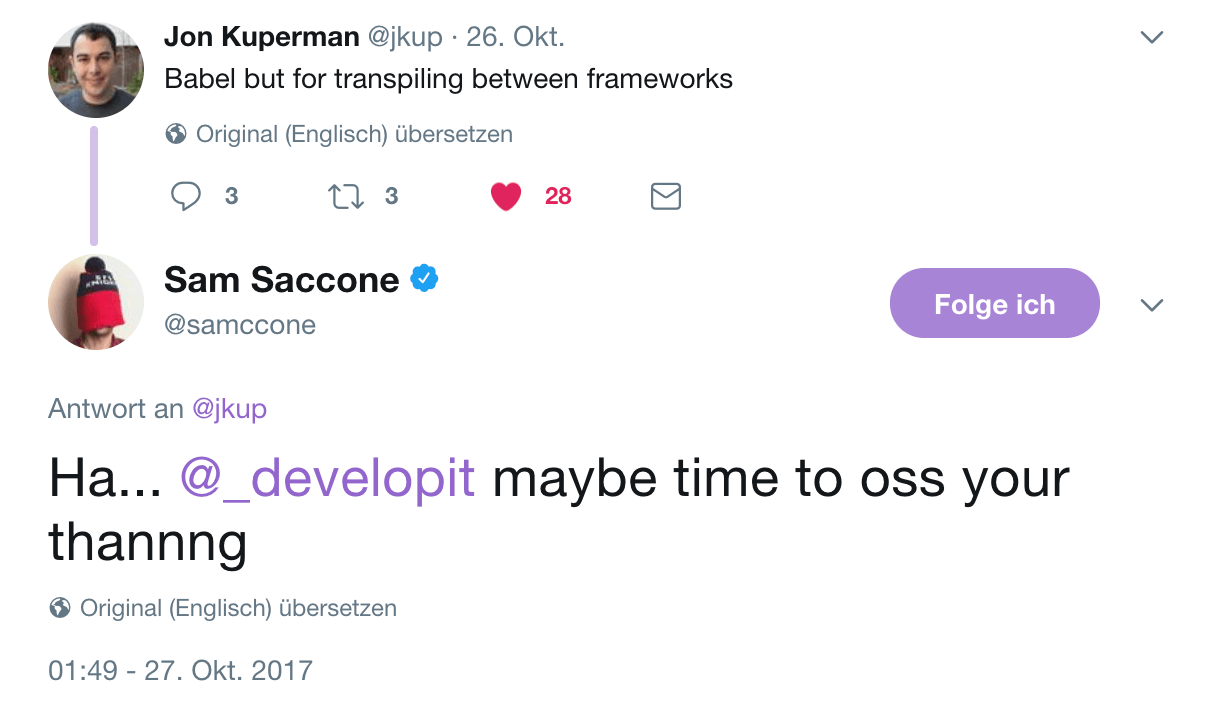 Jon Kuperman @jkup · 26. Okt.
Babel but for transpiling between frameworks
Original (Englisch) übersetzen
3 3 28
Sam Saccone
@samccone
Folge ich
Antwort an @jkup
Ha... @_developit maybe time to oss your
thannng
Original (Englisch) übersetzen
01:49 - 27. Okt. 2017